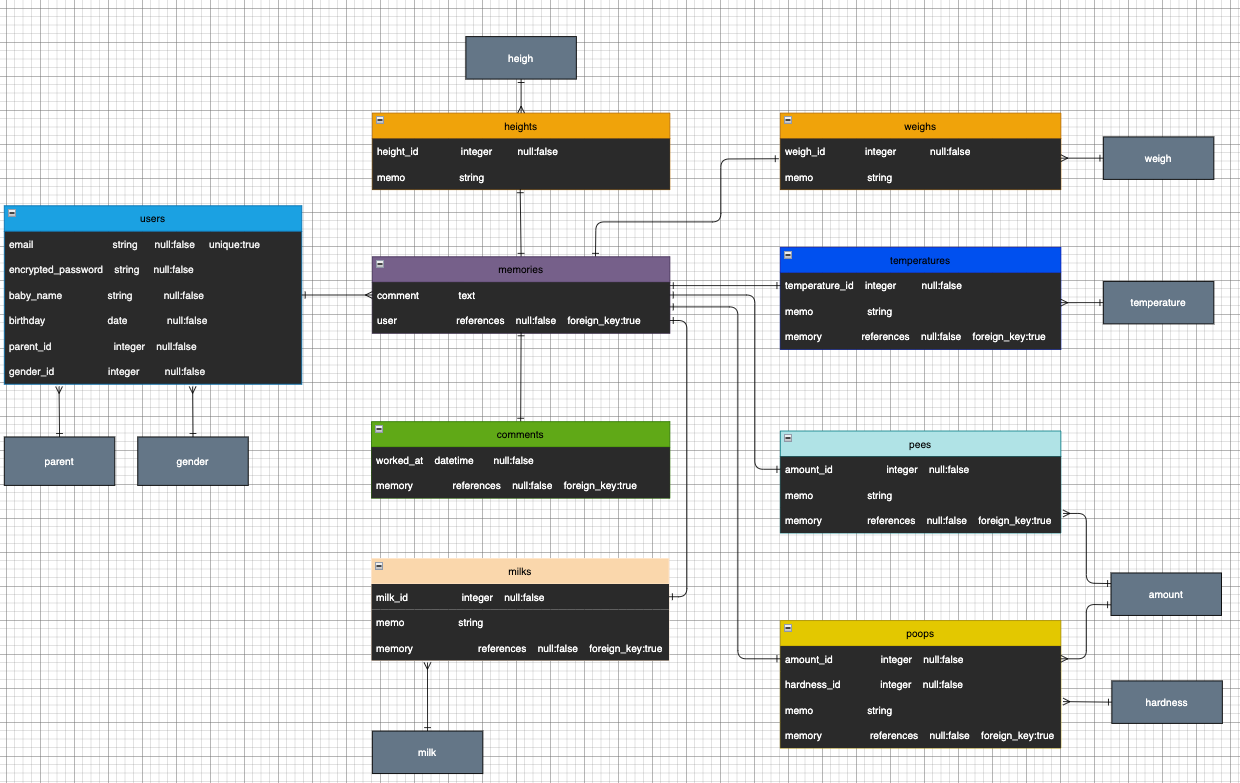 heigh
heights
height_id integer null:false
memo string
weighs
weigh_id integer null:false
memo string
weigh
users
email string null:false unique:true
encrypted_password string null:false
baby_name string null:false
birthday date null:false
parent_id integer null:false
gender_id integer null:false
parent
gender
memories
comment text
user references null:false foreign_key:true
temperatures
temperature_id integer null:false
memo string
memory references null:false foreign_key:true
temperature
comments
worked_at datetime null:false
memory references null:false foreign_key:true
pees
amount_id integer null:false
memo string
memory references null:false foreign_key:true
amount
milks
milk_id integer null:false
memo string
memory references null:false foreign_key:true
milk
poops
amount_id integer null:false
hardness_id integer null:false
memo string
memory references null:false foreign_key:true
hardness